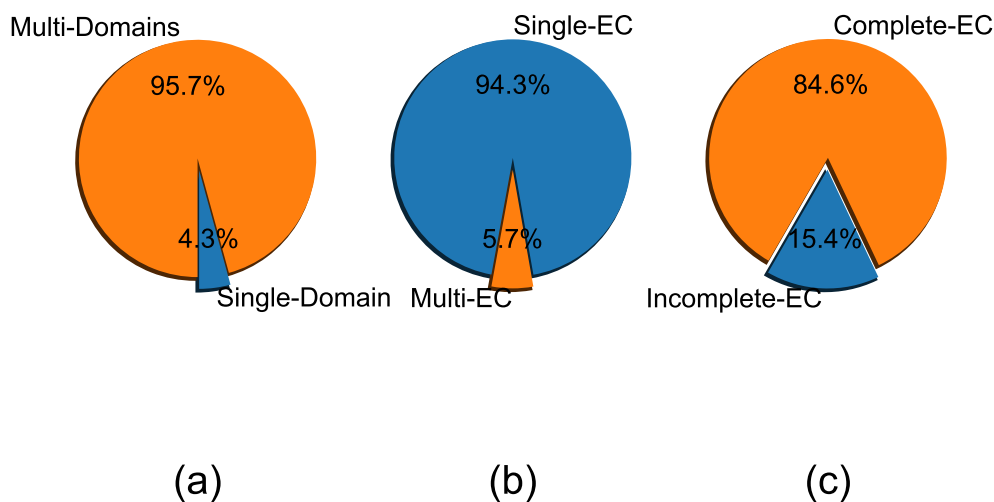 Multi-Domains
95.7%
4.3%
Single-Domain
Single-EC
94.3%
5.7%
Multi-EC
Complete-EC
84.6%
15.4%
Incomplete-EC
(a)
(b)
(c)